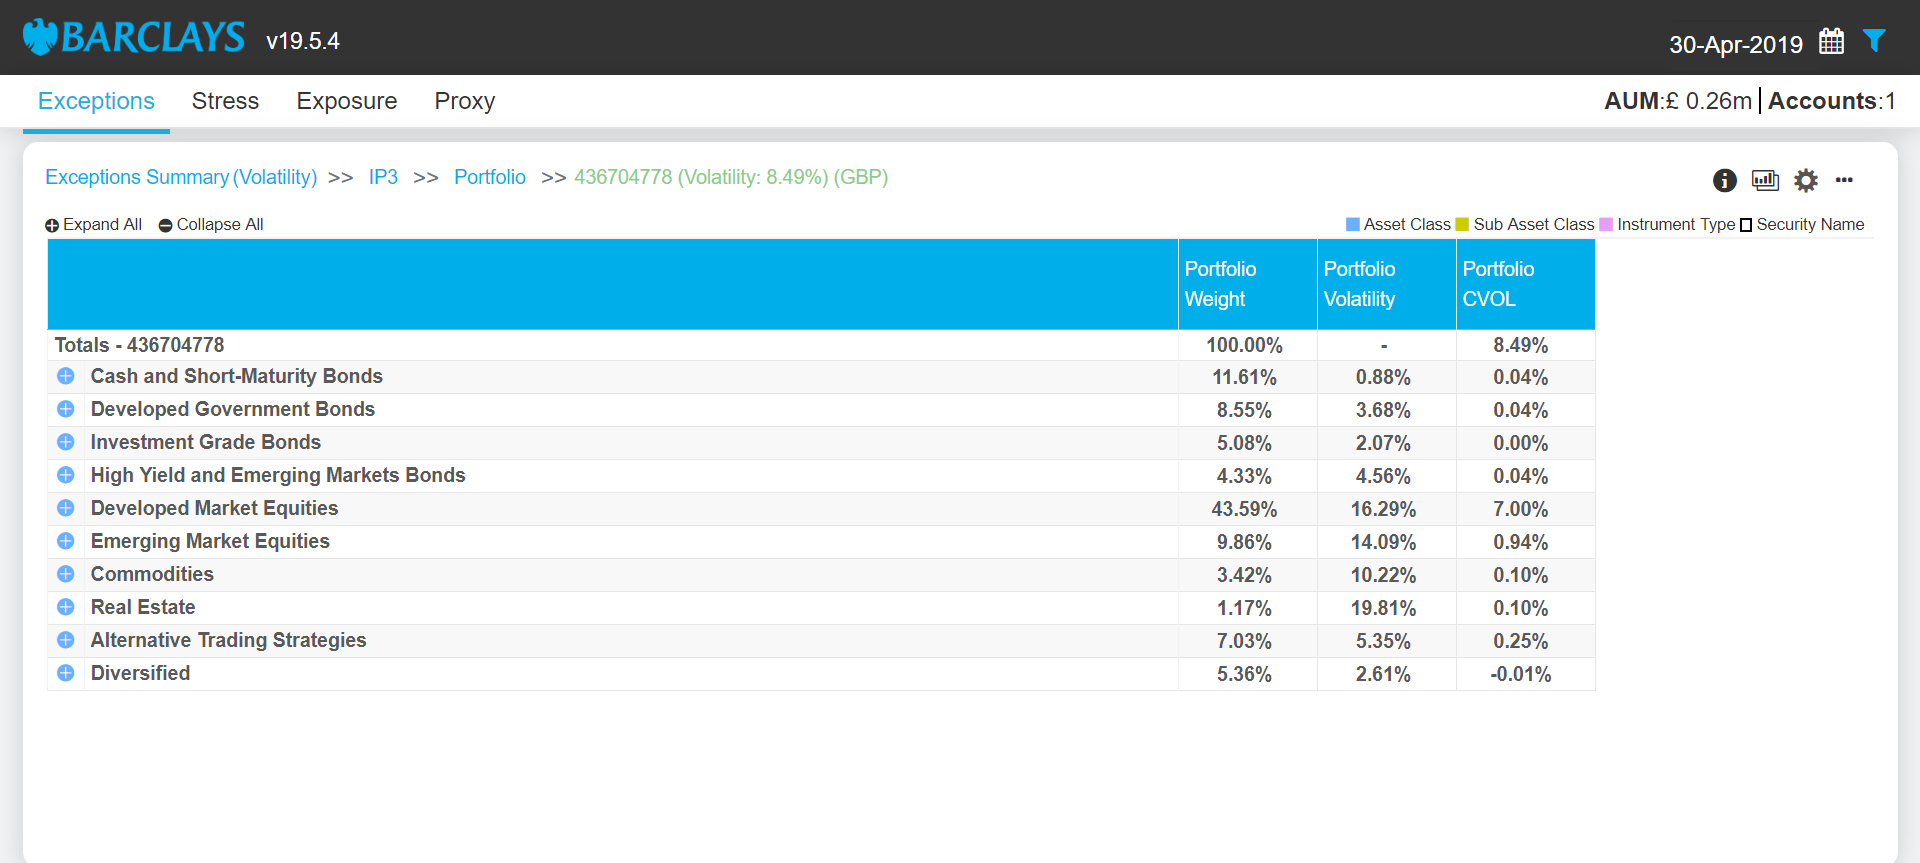 BARCLAYS v19.5.4 30-Apr-2019
Exceptions Stress Exposure Proxy AUM:£ 0.26m | Accounts:1
Exceptions Summary (Volatility) >> IP3 >> Portfolio >> 436704778 (Volatility: 8.49%) (GBP)
Expand All Collapse All Asset Class Sub Asset Class Instrument Type Security Name
Portfolio Weight Portfolio Volatility Portfolio CVOL
Totals - 436704778 100.00% - 8.49%
Cash and Short-Maturity Bonds 11.61% 0.88% 0.04%
Developed Government Bonds 8.55% 3.68% 0.04%
Investment Grade Bonds 5.08% 2.07% 0.00%
High Yield and Emerging Markets Bonds 4.33% 4.56% 0.04%
Developed Market Equities 43.59% 16.29% 7.00%
Emerging Market Equities 9.86% 14.09% 0.94%
Commodities 3.42% 10.22% 0.10%
Real Estate 1.17% 19.81% 0.10%
Alternative Trading Strategies 7.03% 5.35% 0.25%
Diversified 5.36% 2.61% -0.01%